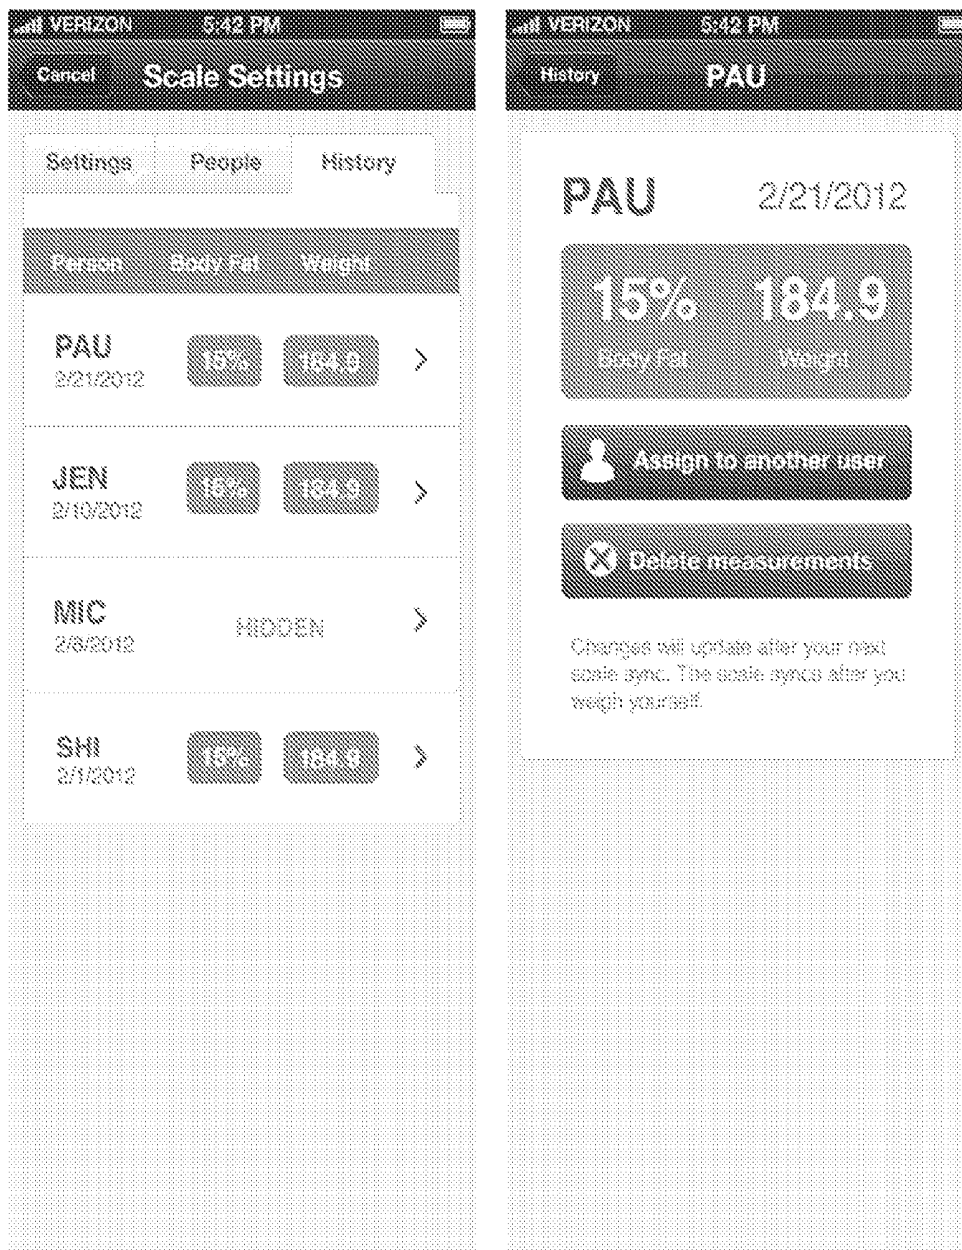 VERIZON 5:42 PM
Cancel Scale Settings
Settings People History
Person Body Fat Weight
PAU 15% 184.9
2/21/2012
JEN 15% 184.9
2/10/2012
MIC HIDDEN
2/8/2012
SHI 15% 184.9
2/1/2012
VERIZON 5:42 PM
History PAU
PAU 2/21/2012
15% 184.9
Body Fat Weight
Assign to another user
Delete measurements
Changes will update after your next
scale sync. The scale syncs after you
weigh yourself.